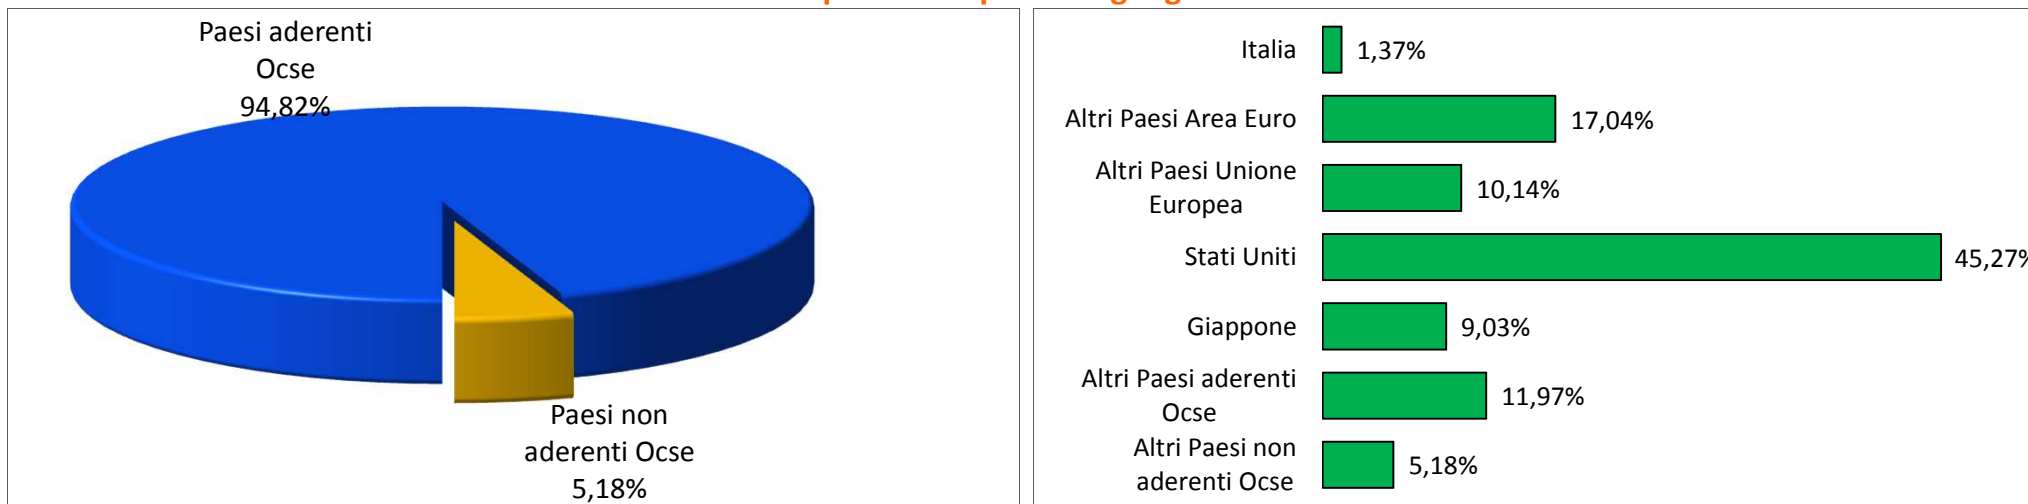 Paesi aderenti
Ocse
94,82%
Paesi non
aderenti Ocse
5,18%
Italia
1,37%
Altri Paesi Area Euro
17,04%
Altri Paesi Unione
Europea
10,14%
Stati Uniti
45,27%
Giappone
9,03%
Altri Paesi aderenti
Ocse
11,97%
Altri Paesi non
aderenti Ocse
5,18%